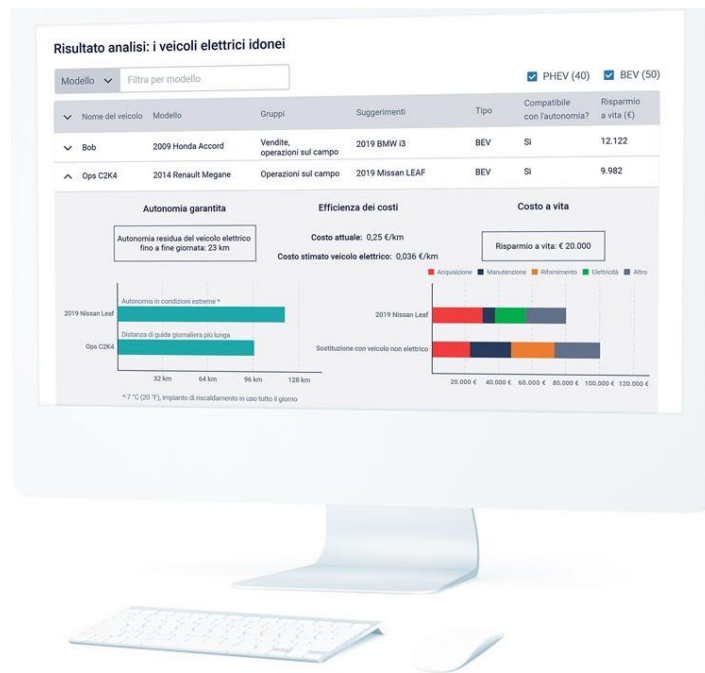 Risultato analisi: i veicoli elettrici idonei
Modello Filtra per modello PHEV (40) BEV (50)
Nome del veicolo Modello Gruppi Suggerimenti Tipo Compatibile con l'autonomia? Risparmio a vita (€)
Bob 2009 Honda Accord Vendite, operazioni sul campo 2019 BMW i3 BEV Sì 12.122
Ops C2K4 2014 Renault Megane Operazioni sul campo 2019 Missan LEAF BEV Sì 9.982
Autonomia garantita Efficienza dei costi Costo a vita
Autonomia residua del veicolo elettrico
fino a fine giornata: 23 km
Costo attuale: 0,25 €/km
Costo stimato veicolo elettrico: 0,036 €/km
Risparmio a vita: € 20.000
Acquisizione Manutenzione Rifornimento Elettricità Altro
Autonomia in condizioni estreme *
2019 Nissan Leaf
Distanza di guida giornaliera più lunga
Ops C2K4
32 km 64 km 96 km 128 km
*-7 °C (20 °F), impianto di riscaldamento in uso tutto il giorno
2019 Nissan Leaf
Sostituzione con veicolo non elettrico
20.000 € 40.000 € 60.000 € 80.000 € 100.000 € 120.000 €